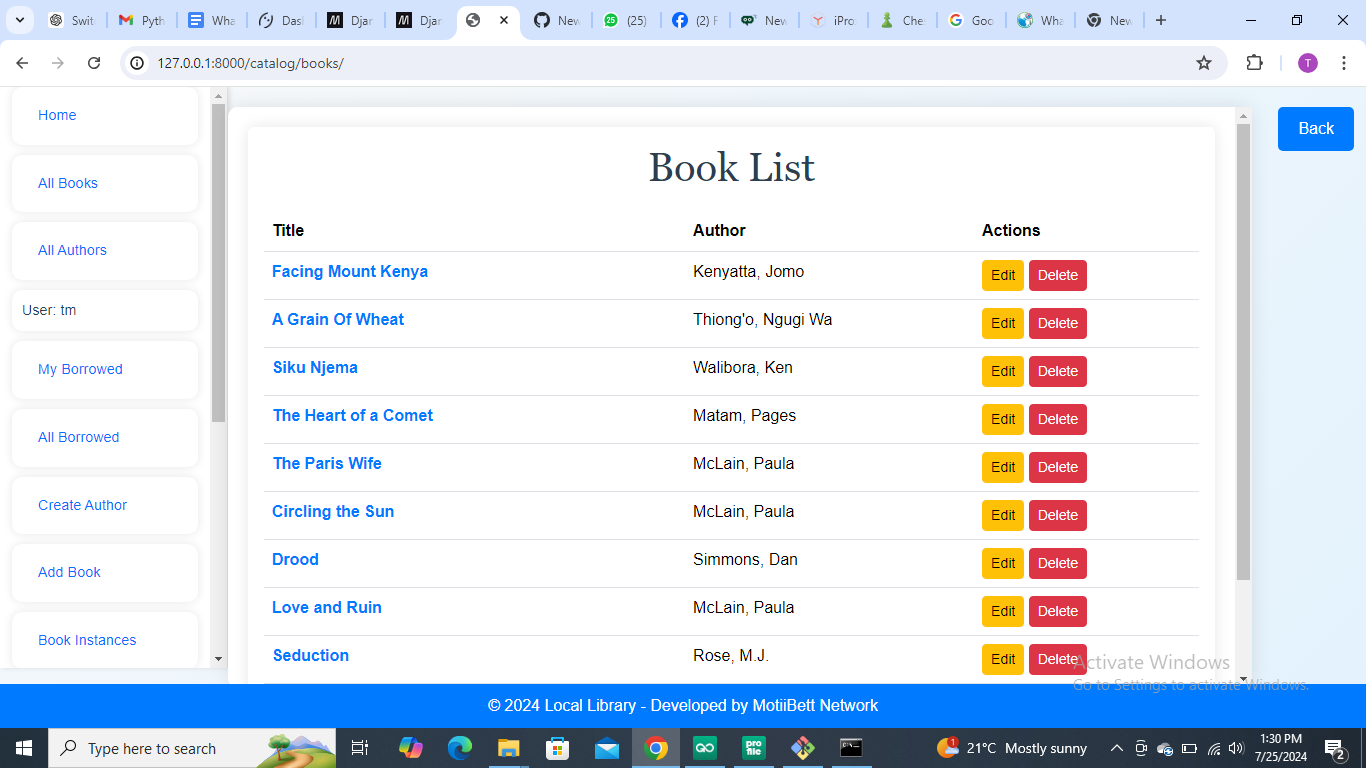 Swit
Pyth
Wha
Dasl
Djar
Djar
Nev
(25)
(2) F
Nev
iPro
Che
Goo
Wha
Nev
127.0.0.1:8000/catalog/books/
T
Home
All Books
All Authors
User: tm
My Borrowed
All Borrowed
Create Author
Add Book
Book Instances
Back
Book List
Title Author Actions
Facing Mount Kenya Kenyatta, Jomo Edit Delete
A Grain Of Wheat Thiong'o, Ngugi Wa Edit Delete
Siku Njema Walibora, Ken Edit Delete
The Heart of a Comet Matam, Pages Edit Delete
The Paris Wife McLain, Paula Edit Delete
Circling the Sun McLain, Paula Edit Delete
Drood Simmons, Dan Edit Delete
Love and Ruin McLain, Paula Edit Delete
Seduction Rose, M.J. Edit Delete
Activate Windows
Go to Settings to activate Windows.
© 2024 Local Library - Developed by MotiiBett Network
Type here to search
21°C Mostly sunny
1:30 PM
7/25/2024
2